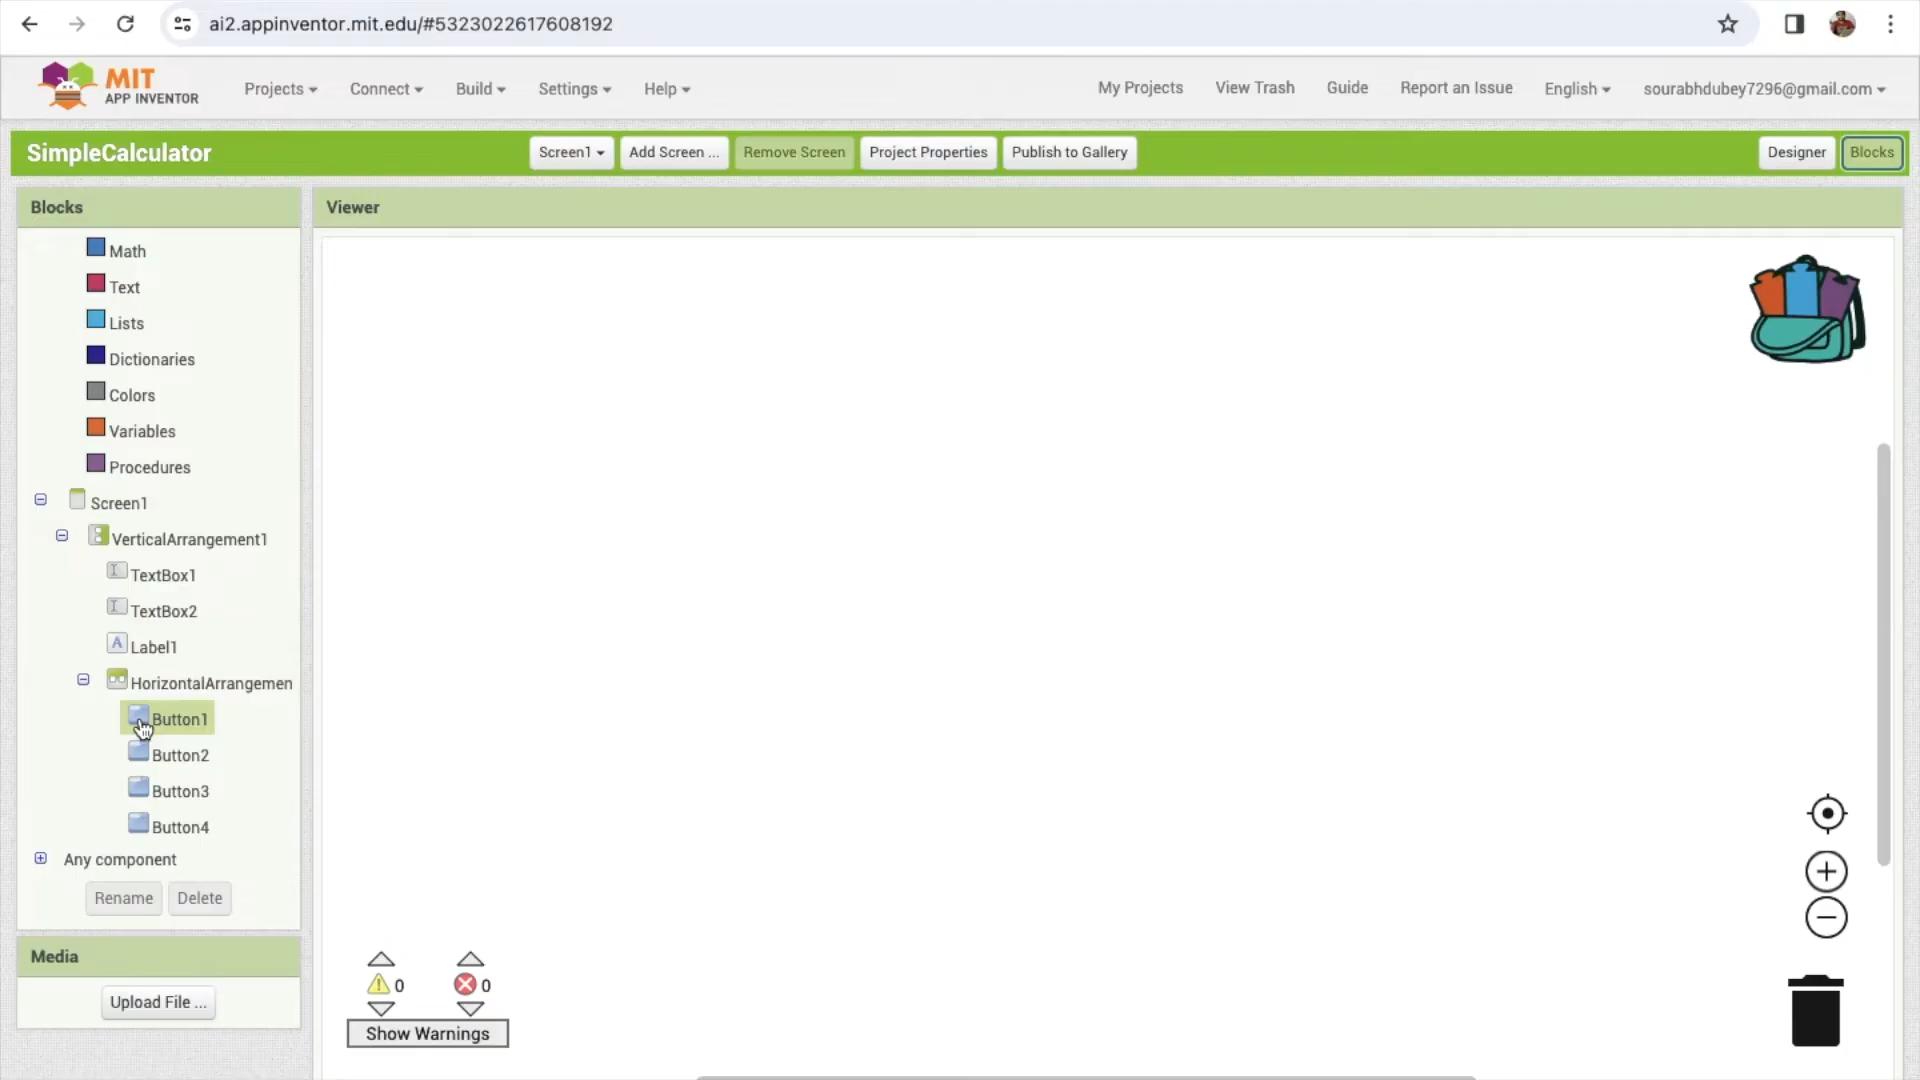 ai2.appinventor.mit.edu/#5323022617608192
MIT
APP INVENTOR
Projects
Connect
Build
Settings
Help
My Projects
View Trash
Guide
Report an Issue
English
sourabhdubey7296@gmail.com
SimpleCalculator
Screen1
Add Screen ...
Remove Screen
Project Properties
Publish to Gallery
Designer
Blocks
Blocks
Viewer
Math
Text
Lists
Dictionaries
Colors
Variables
Procedures
Screen1
VerticalArrangement1
TextBox1
TextBox2
A Label1
HorizontalArrangemen
Button1
Button2
Button3
Button4
Any component
Rename
Delete
Media
Upload File ...
0
0
Show Warnings